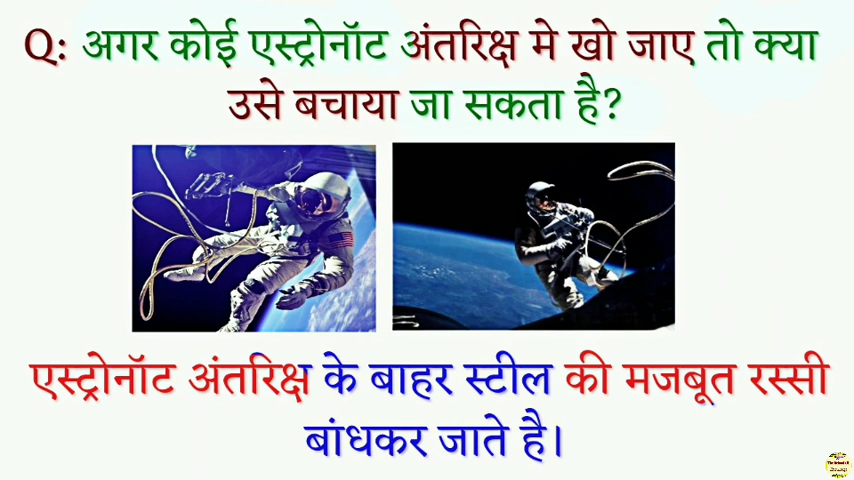 Q: अगर कोई एस्ट्रोनॉट अंतरिक्ष मे खो जाए तो क्या
उसे बचाया जा सकता है?
एस्ट्रोनॉट अंतरिक्ष के बाहर स्टील की मजबूत रस्सी
बांधकर जाते है।